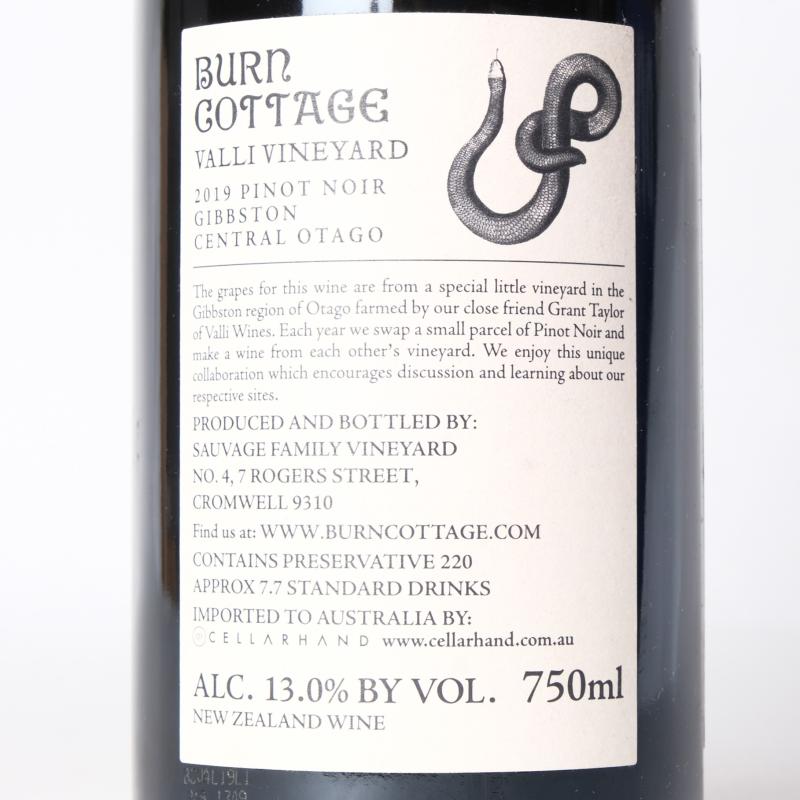 BURN
COTTAGE
VALLI VINEYARD
2019 PINOT NOIR
GIBBSTON
CENTRAL OTAGO
The grapes for this wine are from a special little vineyard in the
Gibbston region of Otago farmed by our close friend Grant Taylor
of Valli Wines. Each year we swap a small parcel of Pinot Noir and
make a wine from each other's vineyard. We enjoy this unique
collaboration which encourages discussion and learning about our
respective sites.
PRODUCED AND BOTTLED BY:
SAUVAGE FAMILY VINEYARD
NO. 4, 7 ROGERS STREET,
CROMWELL 9310
Find us at: WWW.BURNCOTTAGE.COM
CONTAINS PRESERVATIVE 220
APPROX 7.7 STANDARD DRINKS
IMPORTED TO AUSTRALIA BY:
CELLARHAND www.cellarhand.com.au
ALC. 13.0% BY VOL. 750ml
NEW ZEALAND WINE